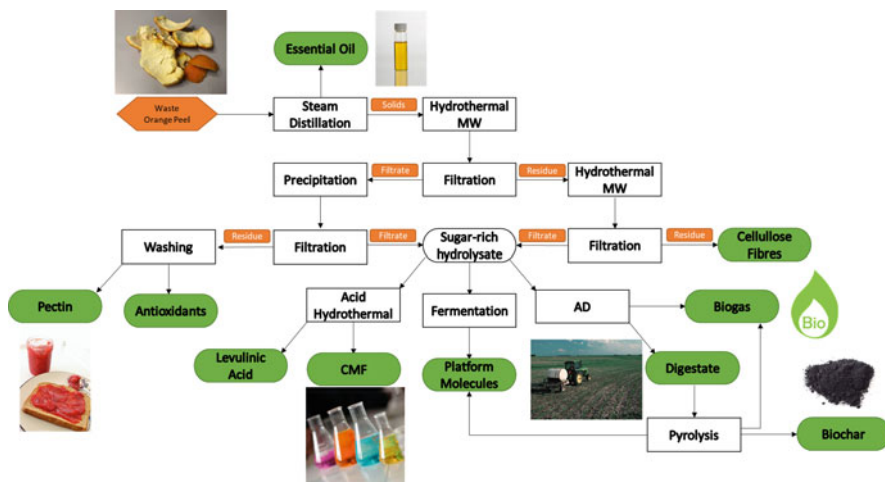 Essential Oil
Waste
Orange Peel
Steam
Distillation
Solids
Hydrothermal
MW
Precipitation
Filtrate
Filtration
Residue
Hydrothermal
MW
Washing
Residue
Filtration
Filtrate
Sugar-rich
hydrolysate
Filtrate
Filtration
Residue
Cellullose
Fibres
Pectin
Antioxidants
Acid
Hydrothermal
Fermentation
AD
Biogas
Bio
Levulinic
Acid
CMF
Platform
Molecules
Digestate
Pyrolysis
Biochar